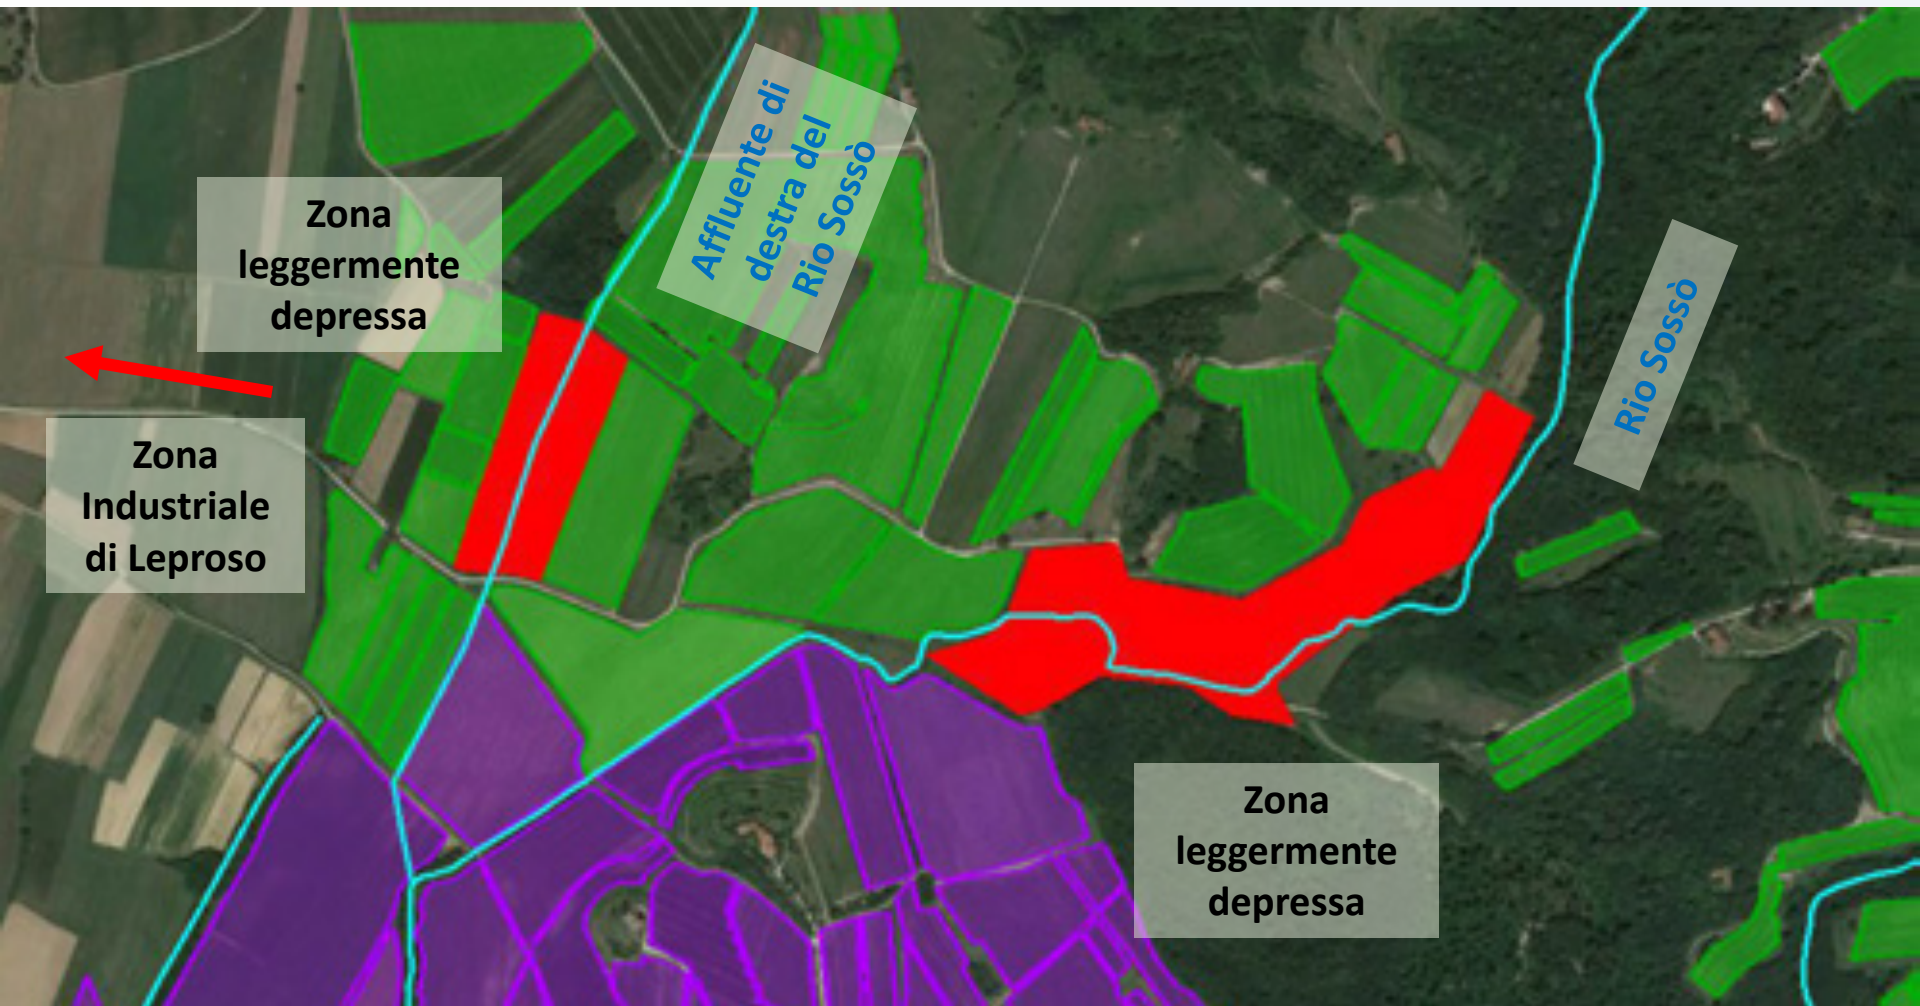 Affluente di
destra del
Rio Sossò
Zona
leggermente
depressa
Rio Sossò
Zona
Industriale
di Leproso
Zona
leggermente
depressa